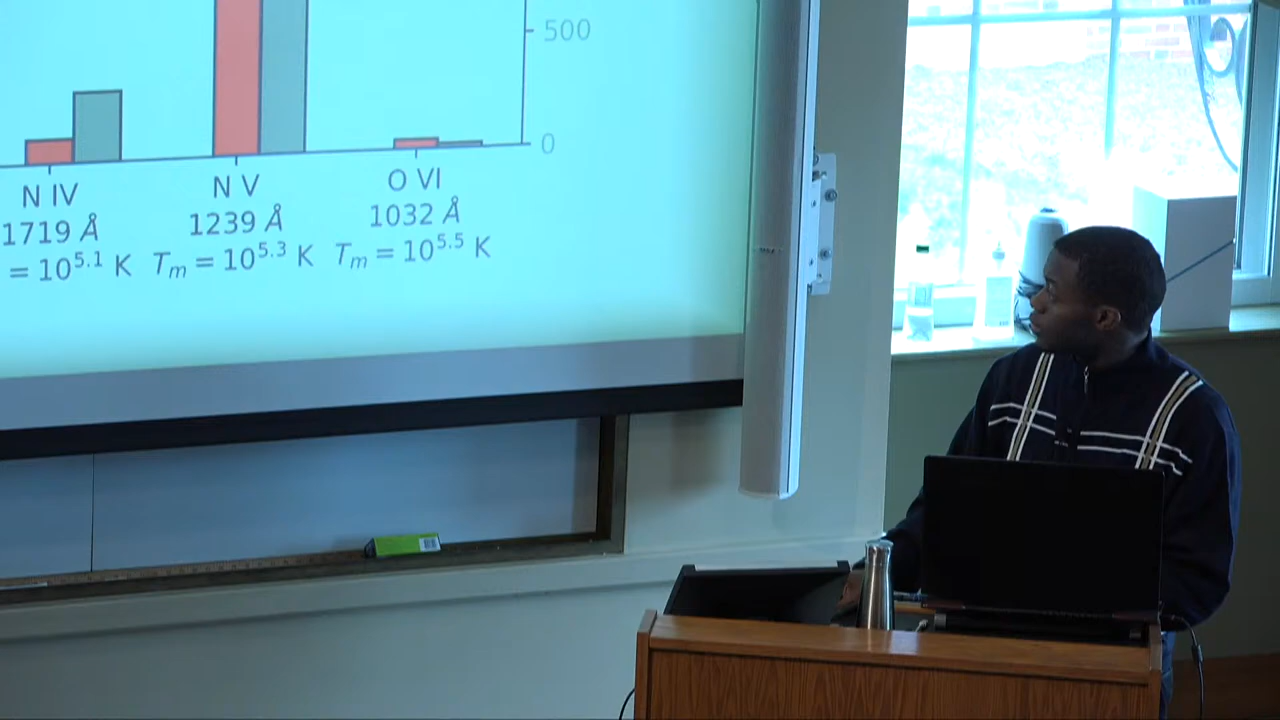 500
0
N IV
1719 Å
= 10^5.1 K
N V
1239 Å
T_m = 10^5.3 K
O VI
1032 Å
T_m = 10^5.5 K